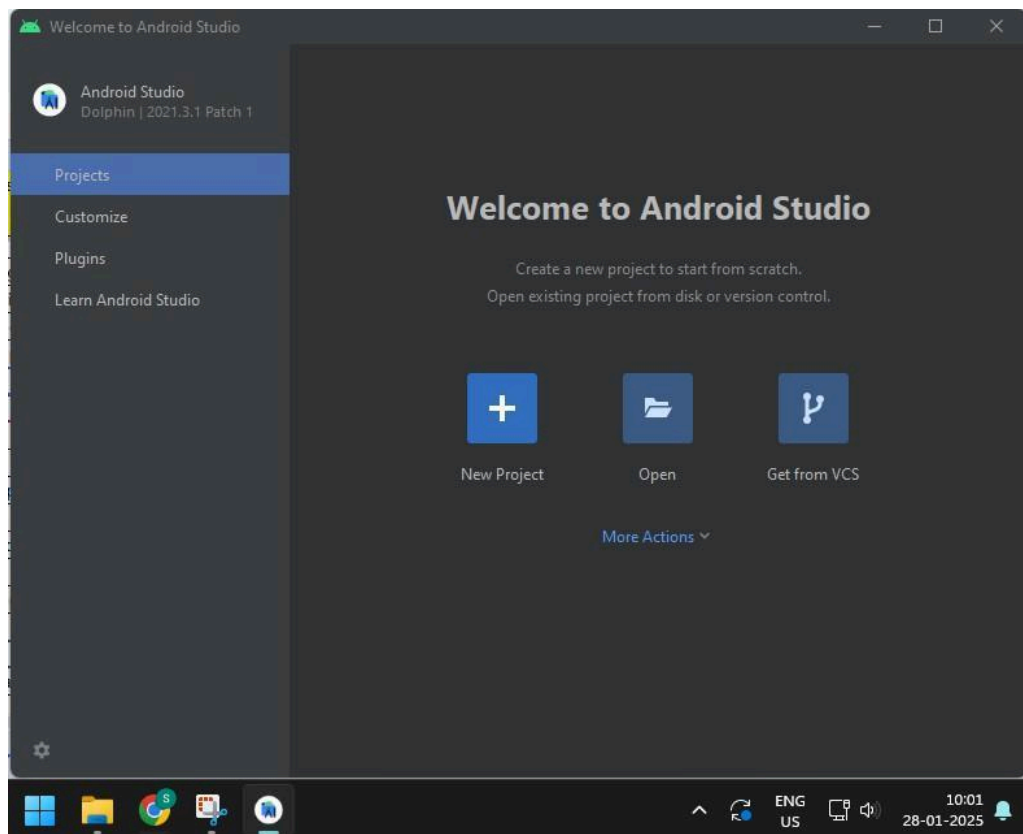 Welcome to Android Studio
Android Studio
Dolphin | 2021.3.1 Patch 1
Projects
Customize
Plugins
Learn Android Studio
Welcome to Android Studio
Create a new project to start from scratch.
Open existing project from disk or version control.
New Project
Open
Get from VCS
More Actions
S
ENG
US
10:01
28-01-2025